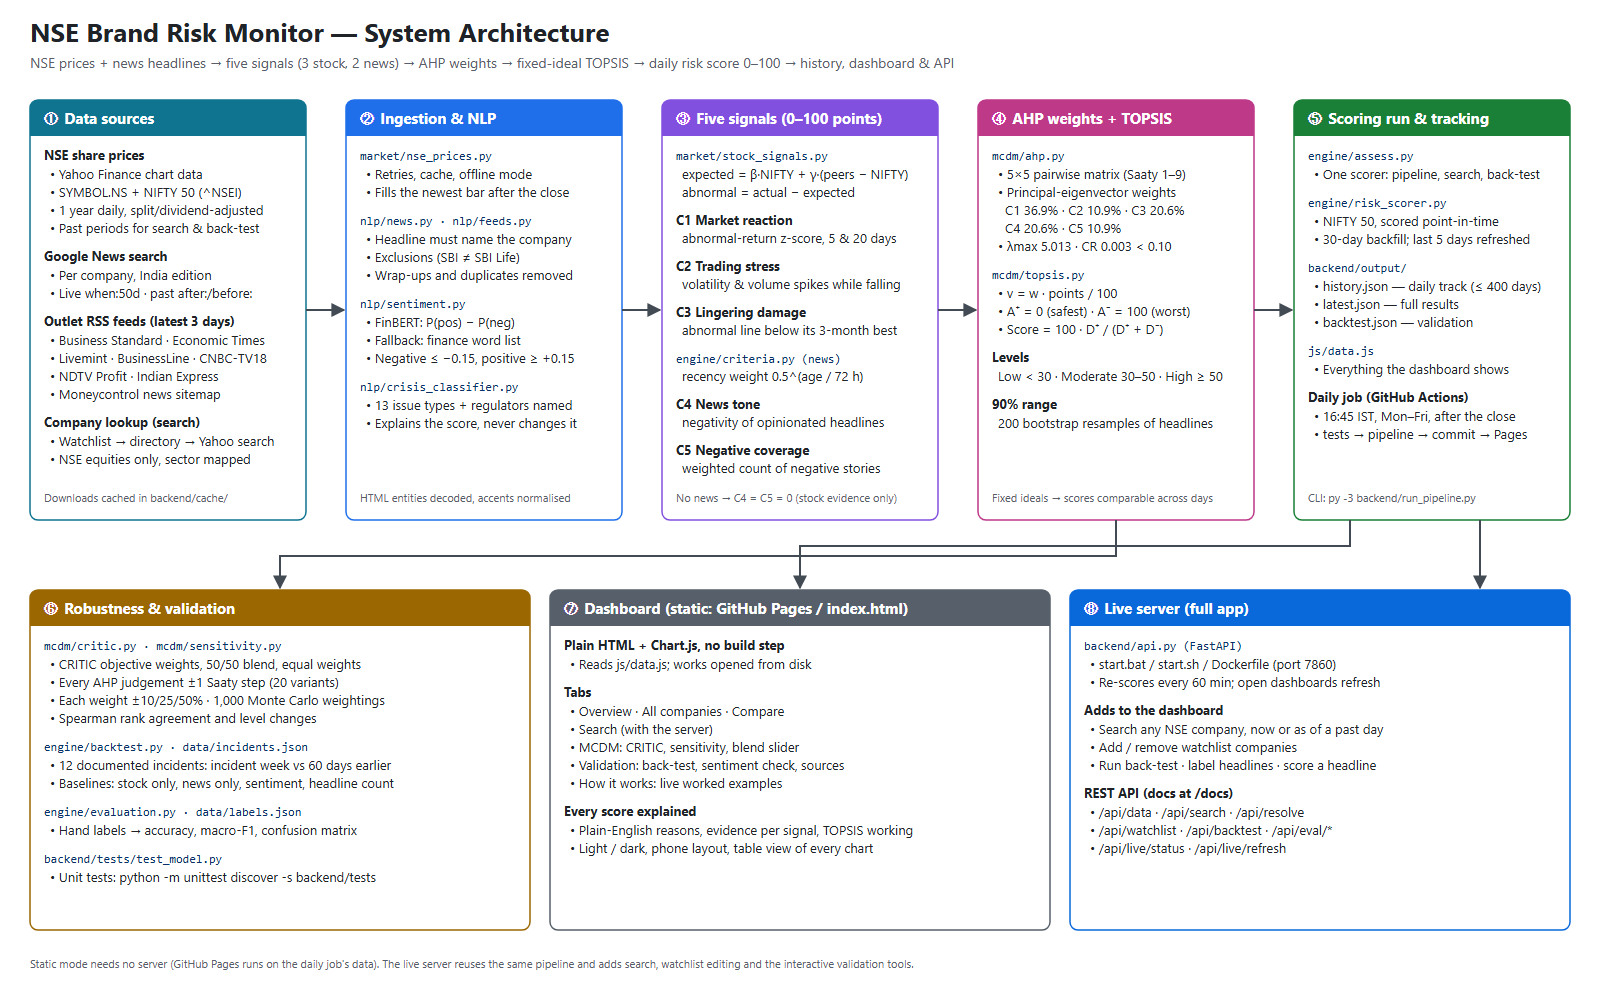 NSE Brand Risk Monitor — System Architecture
NSE prices + news headlines → five signals (3 stock, 2 news) → AHP weights → fixed-ideal TOPSIS → daily risk score 0–100 → history, dashboard & API
① Data sources
NSE share prices
• Yahoo Finance chart data
• SYMBOL.NS + NIFTY 50 (^NSEI)
• 1 year daily, split/dividend-adjusted
• Past periods for search & back-test
Google News search
• Per company, India edition
• Live when:50d · past after:/before:
Outlet RSS feeds (latest 3 days)
• Business Standard · Economic Times
• Livemint · BusinessLine · CNBC-TV18
• NDTV Profit · Indian Express
• Moneycontrol news sitemap
Company lookup (search)
• Watchlist → directory → Yahoo search
• NSE equities only, sector mapped
Downloads cached in backend/cache/
② Ingestion & NLP
market/nse_prices.py
• Retries, cache, offline mode
• Fills the newest bar after the close
nlp/news.py · nlp/feeds.py
• Headline must name the company
• Exclusions (SBI ≠ SBI Life)
• Wrap-ups and duplicates removed
nlp/sentiment.py
• FinBERT: P(pos) − P(neg)
• Fallback: finance word list
• Negative ≤ −0.15, positive ≥ +0.15
nlp/crisis_classifier.py
• 13 issue types + regulators named
• Explains the score, never changes it
HTML entities decoded, accents normalised
③ Five signals (0–100 points)
market/stock_signals.py
expected = β·NIFTY + γ·(peers − NIFTY)
abnormal = actual − expected
C1 Market reaction
abnormal-return z-score, 5 & 20 days
C2 Trading stress
volatility & volume spikes while falling
C3 Lingering damage
abnormal line below its 3-month best
engine/criteria.py (news)
recency weight 0.5^(age / 72 h)
C4 News tone
negativity of opinionated headlines
C5 Negative coverage
weighted count of negative stories
No news → C4 = C5 = 0 (stock evidence only)
④ AHP weights + TOPSIS
mcdm/ahp.py
• 5×5 pairwise matrix (Saaty 1–9)
• Principal-eigenvector weights
C1 36.9% · C2 10.9% · C3 20.6%
C4 20.6% · C5 10.9%
• λmax 5.013 · CR 0.003 < 0.10
mcdm/topsis.py
• v = w · points / 100
• A⁺ = 0 (safest) · A⁻ = 100 (worst)
• Score = 100 · D⁺ / (D⁺ + D⁻)
Levels
Low < 30 · Moderate 30–50 · High ≥ 50
90% range
200 bootstrap resamples of headlines
Fixed ideals → scores comparable across days
⑤ Scoring run & tracking
engine/assess.py
• One scorer: pipeline, search, back-test
engine/risk_scorer.py
• NIFTY 50, scored point-in-time
• 30-day backfill; last 5 days refreshed
backend/output/
• history.json — daily track (≤ 400 days)
• latest.json — full results
• backtest.json — validation
js/data.js
• Everything the dashboard shows
Daily job (GitHub Actions)
• 16:45 IST, Mon–Fri, after the close
• tests → pipeline → commit → Pages
CLI: py -3 backend/run_pipeline.py
⑥ Robustness & validation
mcdm/critic.py · mcdm/sensitivity.py
• CRITIC objective weights, 50/50 blend, equal weights
• Every AHP judgement ±1 Saaty step (20 variants)
• Each weight ±10/25/50% · 1,000 Monte Carlo weightings
• Spearman rank agreement and level changes
engine/backtest.py · data/incidents.json
• 12 documented incidents: incident week vs 60 days earlier
• Baselines: stock only, news only, sentiment, headline count
engine/evaluation.py · data/labels.json
• Hand labels → accuracy, macro-F1, confusion matrix
backend/tests/test_model.py
• Unit tests: python -m unittest discover -s backend/tests
⑦ Dashboard (static: GitHub Pages / index.html)
Plain HTML + Chart.js, no build step
• Reads js/data.js; works opened from disk
Tabs
• Overview · All companies · Compare
• Search (with the server)
• MCDM: CRITIC, sensitivity, blend slider
• Validation: back-test, sentiment check, sources
• How it works: live worked examples
Every score explained
• Plain-English reasons, evidence per signal, TOPSIS working
• Light / dark, phone layout, table view of every chart
⑧ Live server (full app)
backend/api.py (FastAPI)
• start.bat / start.sh / Dockerfile (port 7860)
• Re-scores every 60 min; open dashboards refresh
Adds to the dashboard
• Search any NSE company, now or as of a past day
• Add / remove watchlist companies
• Run back-test · label headlines · score a headline
REST API (docs at /docs)
• /api/data · /api/search · /api/resolve
• /api/watchlist · /api/backtest · /api/eval/*
• /api/live/status · /api/live/refresh
Static mode needs no server (GitHub Pages runs on the daily job's data). The live server reuses the same pipeline and adds search, watchlist editing and the interactive validation tools.